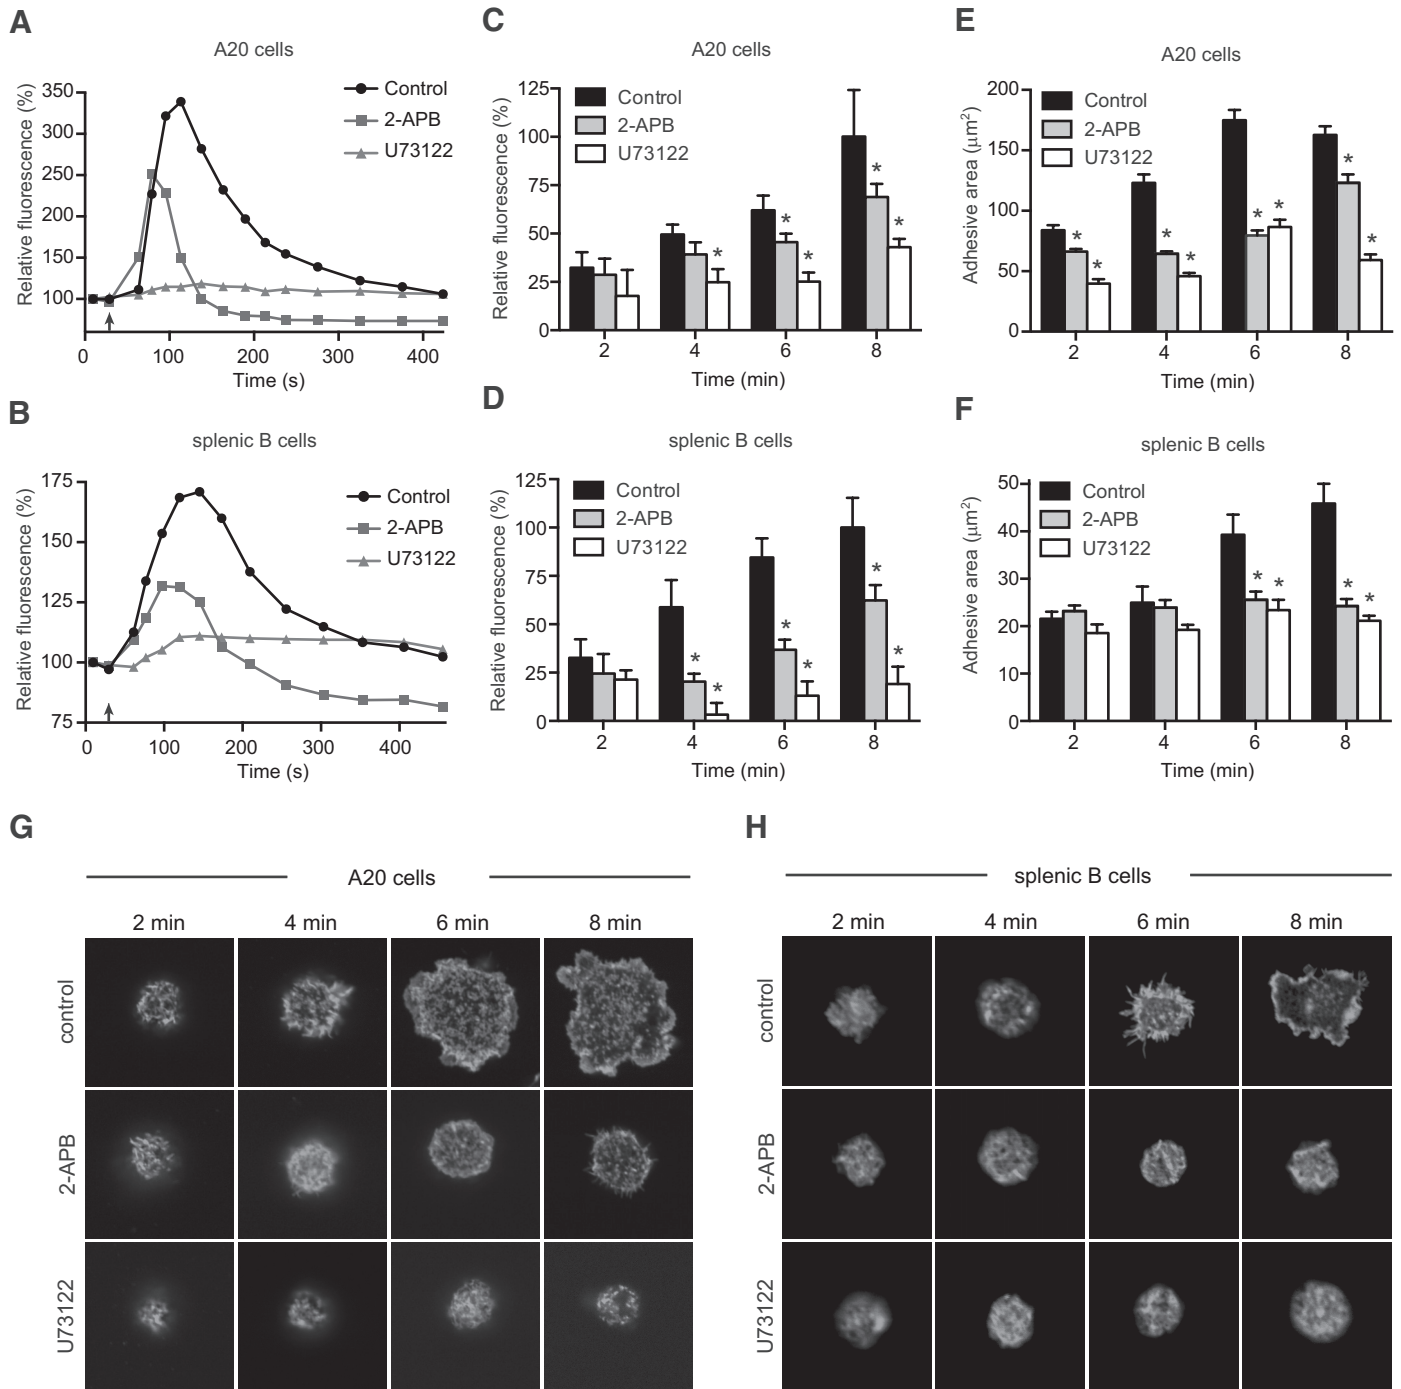 A
A20 cells
Relative fluorescence (%)
350
300
250
200
150
100
Control
2-APB
U73122
0 100 200 300 400
Time (s)
B
splenic B cells
Relative fluorescence (%)
175
150
125
100
75
Control
2-APB
U73122
0 100 200 300 400
Time (s)
C
A20 cells
Relative fluorescence (%)
125
100
75
50
25
0
Control
2-APB
U73122
* * * * *
2 4 6 8
Time (min)
D
splenic B cells
Relative fluorescence (%)
125
100
75
50
25
0
Control
2-APB
U73122
* * * * * *
2 4 6 8
Time (min)
E
A20 cells
Adhesive area (μm²)
200
150
100
50
0
Control
2-APB
U73122
* * * * * * * *
2 4 6 8
Time (min)
F
splenic B cells
Adhesive area (μm²)
50
40
30
20
10
0
Control
2-APB
U73122
* * * *
2 4 6 8
Time (min)
G
A20 cells
2 min 4 min 6 min 8 min
control
2-APB
U73122
H
splenic B cells
2 min 4 min 6 min 8 min
control
2-APB
U73122